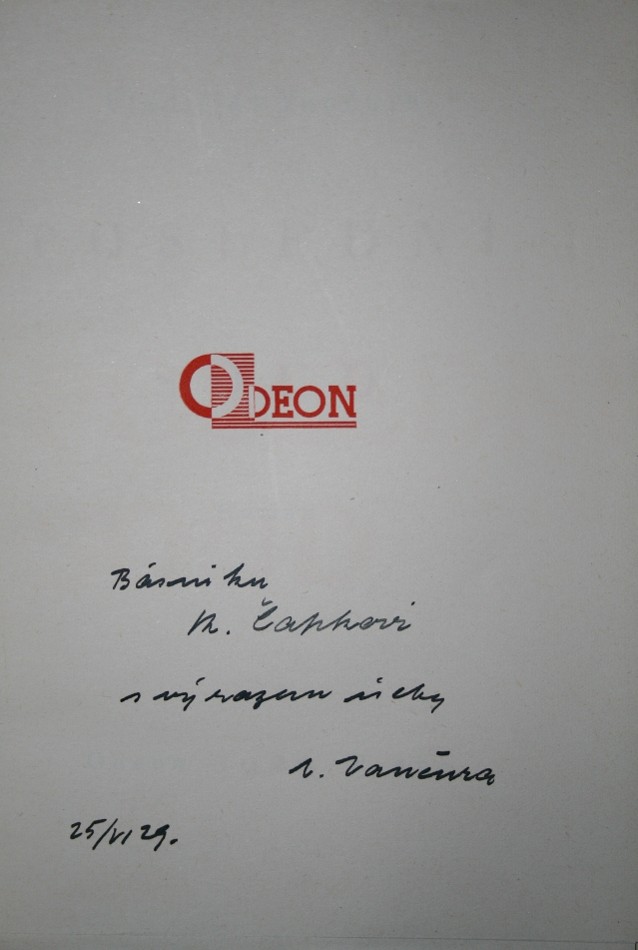 ODEON
Básníku
K. Čapkovi
s výrazem úcty
V. Vančura
25/VI 29.